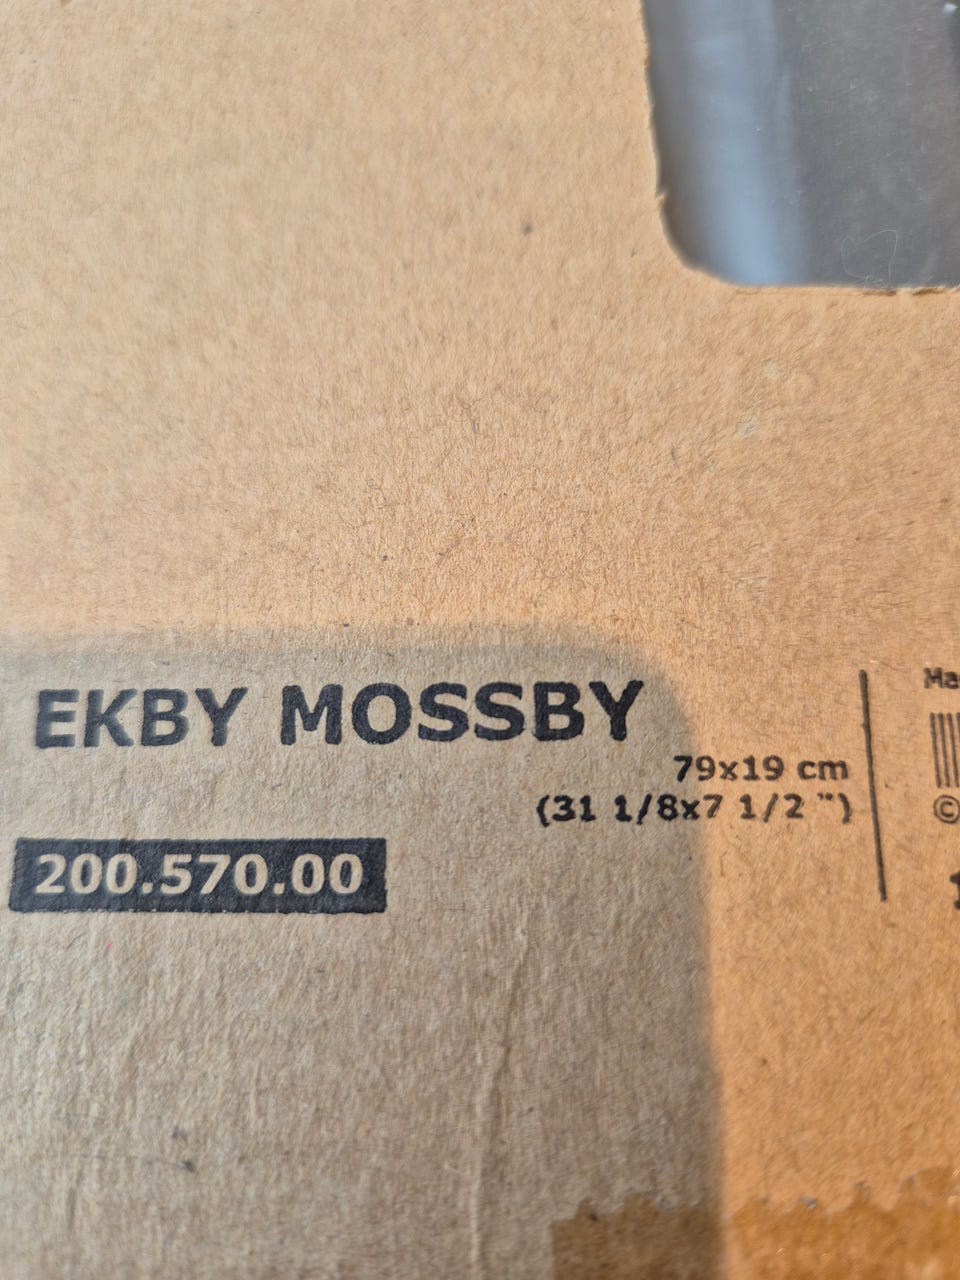 EKBY MOSSBY
79x19 cm
(31 1/8x7 1/2 ")
200.570.00
©